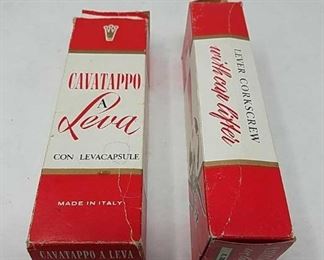 CAVATAPPO
A
Leva
CON LEVACAPSULE
MADE IN ITALY
CAVATAPPO A LEVA
LEVER CORKSCREW
with cap lifter